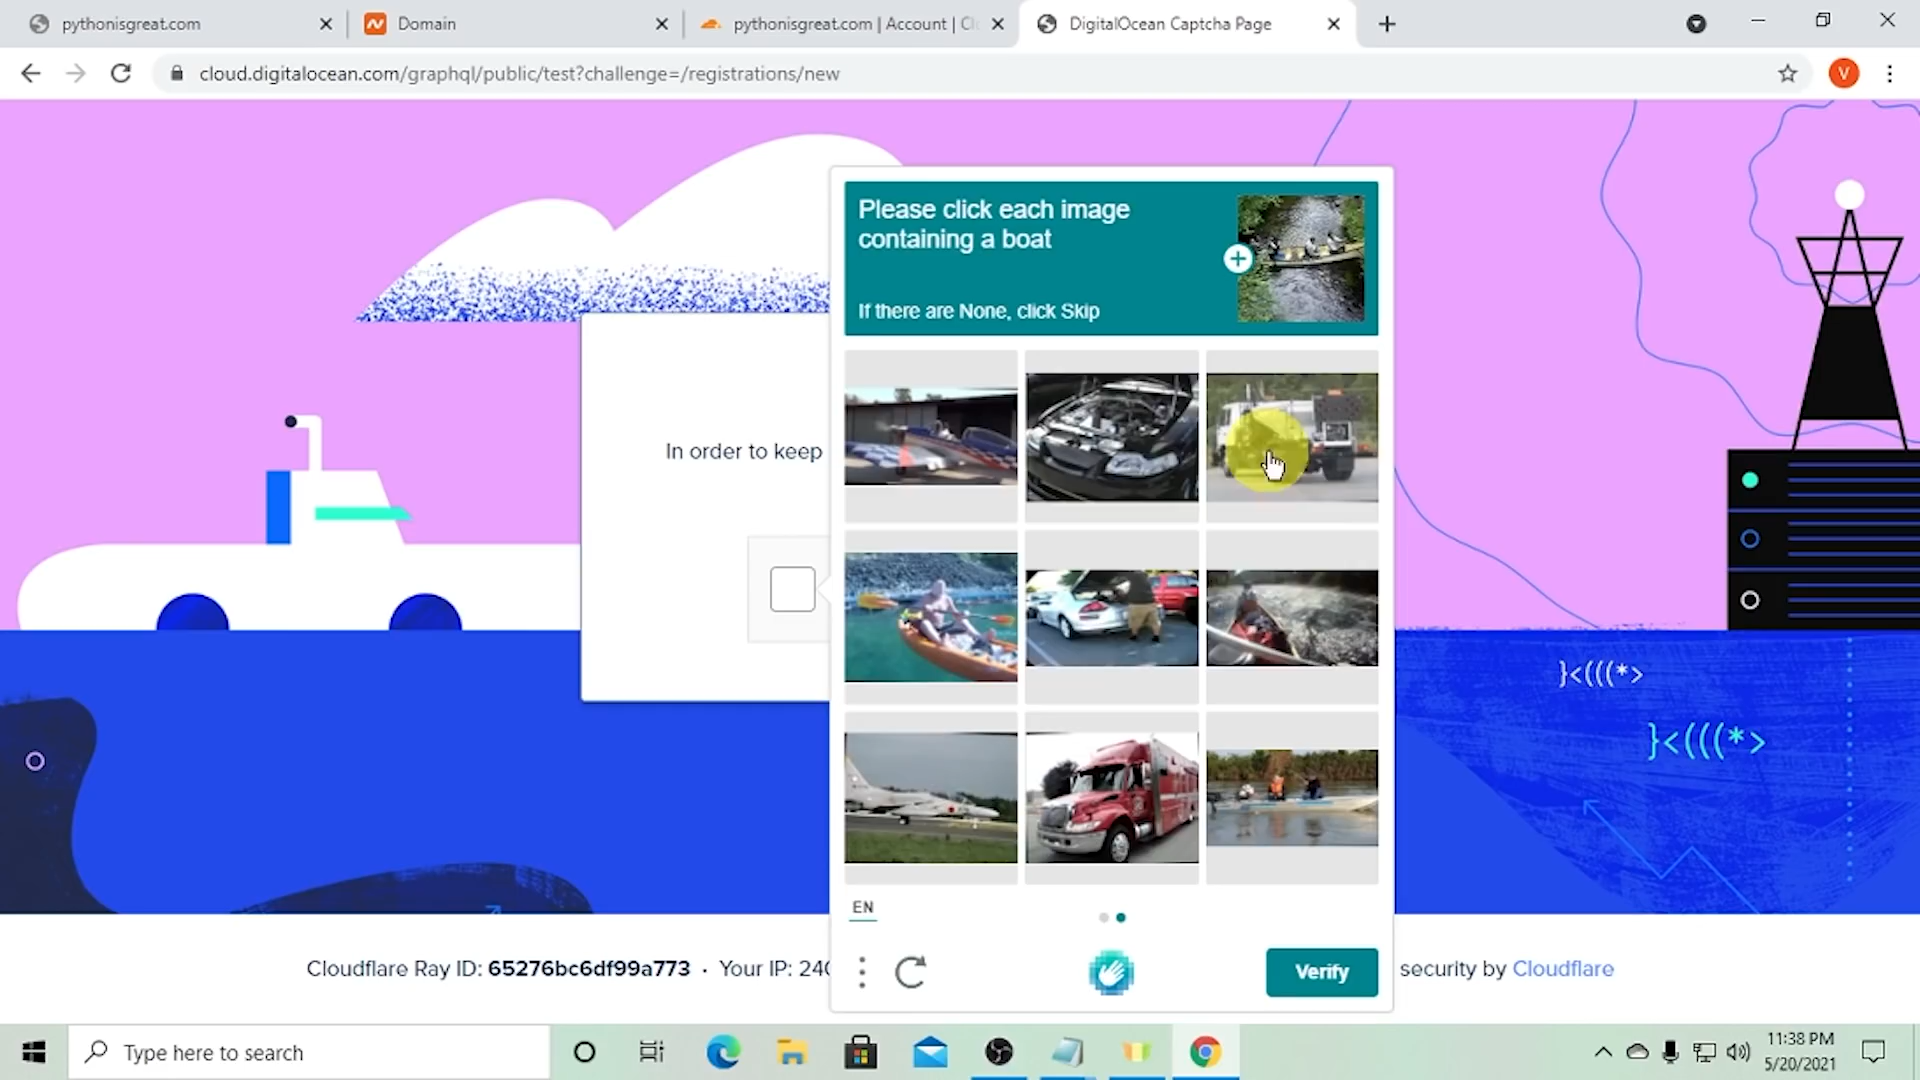 pythonisgreat.com
Domain
pythonisgreat.com | Account | Cl
DigitalOcean Captcha Page
cloud.digitalocean.com/graphql/public/test?challenge=/registrations/new
V
Please click each image
containing a boat
If there are None, click Skip
In order to keep
}<(((*>
}<(((*>
EN
Verify
Cloudflare Ray ID: 65276bc6df99a773 · Your IP: 240
security by Cloudflare
Type here to search
11:38 PM
5/20/2021